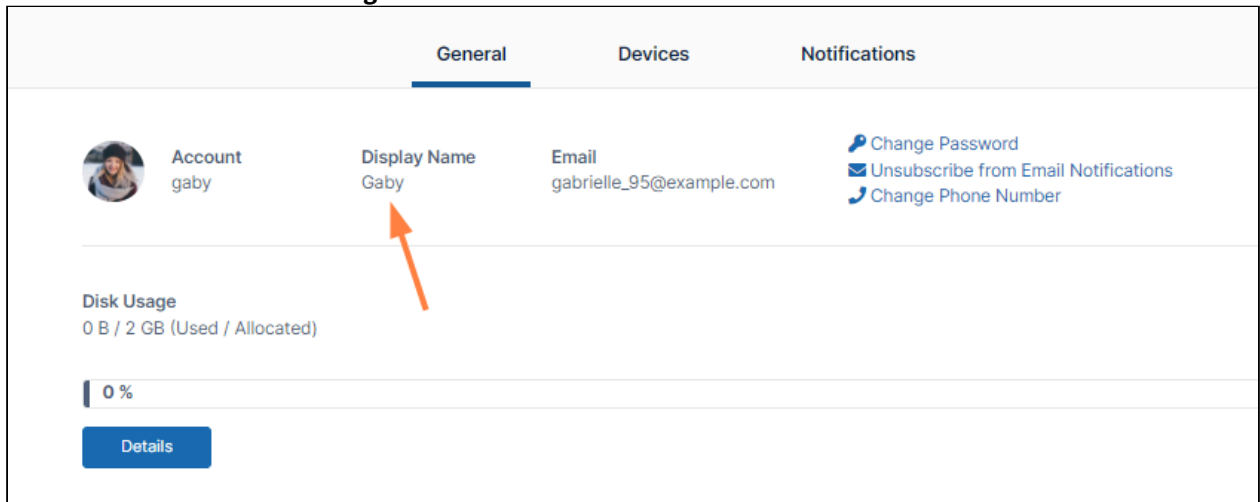 General Devices Notifications
Account Display Name Email
gaby Gaby gabrielle_95@example.com
Change Password
Unsubscribe from Email Notifications
Change Phone Number
Disk Usage
0 B / 2 GB (Used / Allocated)
0 %
Details